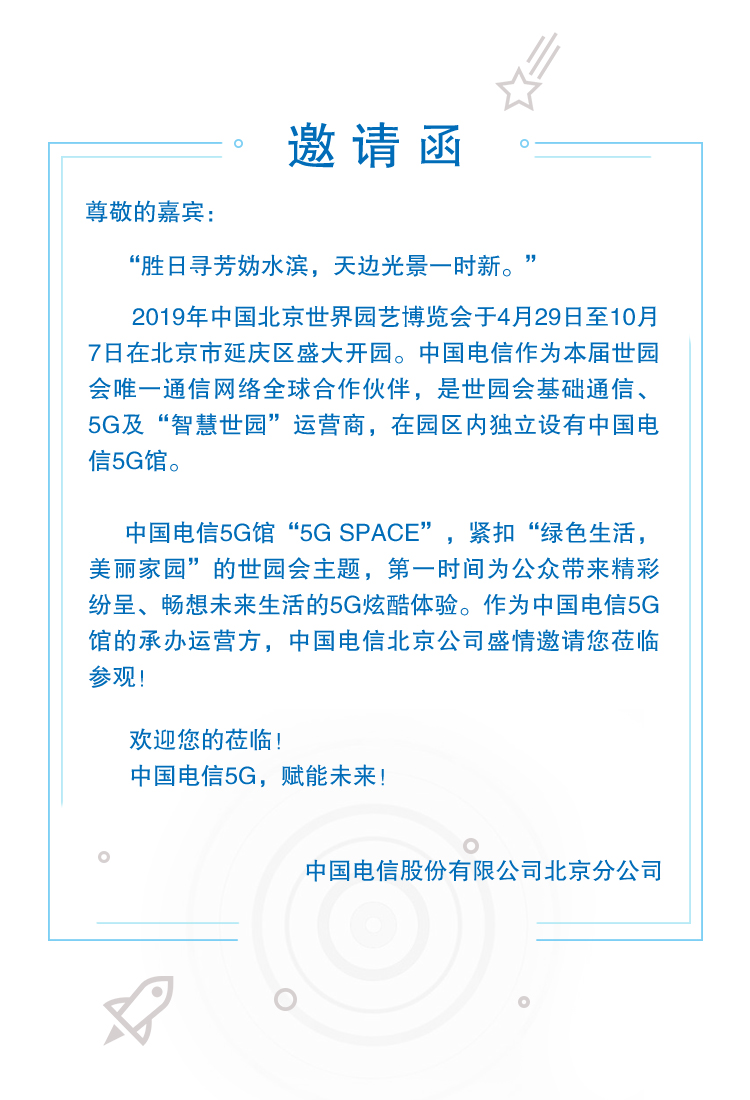 邀请函
尊敬的嘉宾：
“胜日寻芳妫水滨，天边光景一时新。”
2019年中国北京世界园艺博览会于4月29日至10月
7日在北京市延庆区盛大开园。中国电信作为本届世园
会唯一通信网络全球合作伙伴，是世园会基础通信、
5G及“智慧世园”运营商，在园区内独立设有中国电
信5G馆。
中国电信5G馆“5G SPACE”，紧扣“绿色生活，
美丽家园”的世园会主题，第一时间为公众带来精彩
纷呈、畅想未来生活的5G炫酷体验。作为中国电信5G
馆的承办运营方，中国电信北京公司盛情邀请您莅临
参观！
欢迎您的莅临！
中国电信5G，赋能未来！
中国电信股份有限公司北京分公司